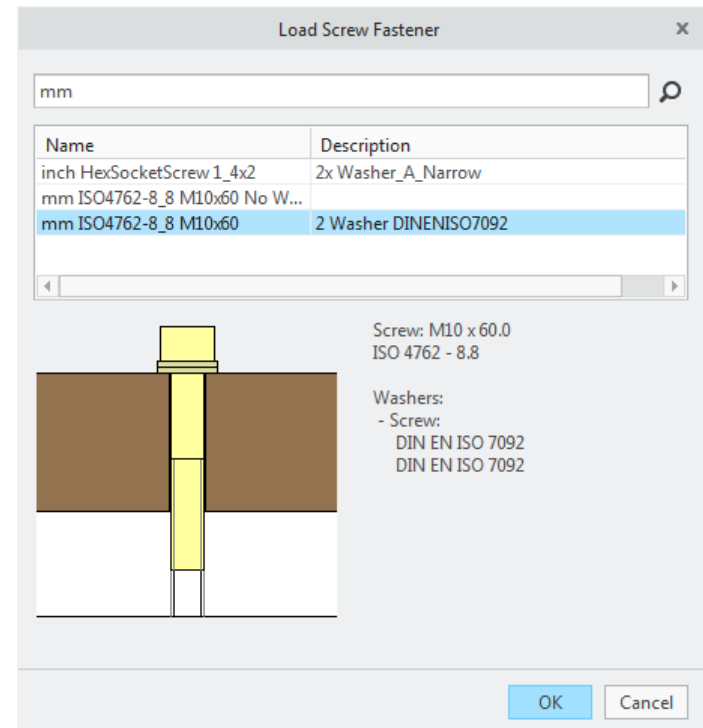 Load Screw Fastener x
mm
Name Description
inch HexSocketScrew 1_4x2 2x Washer_A_Narrow
mm ISO4762-8_8 M10x60 No W...
mm ISO4762-8_8 M10x60 2 Washer DINENISO7092
Screw: M10 x 60.0
ISO 4762 - 8.8
Washers:
- Screw:
DIN EN ISO 7092
DIN EN ISO 7092
OK Cancel